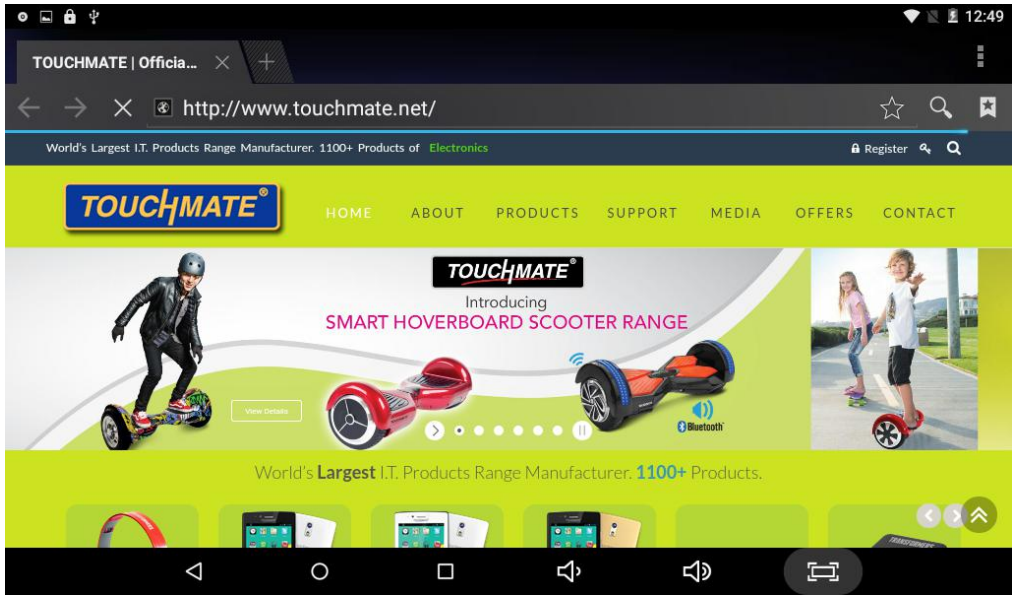 12:49
TOUCHMATE | Officia...
http://www.touchmate.net/
World's Largest I.T. Products Range Manufacturer. 1100+ Products of Electronics
Register
TOUCHMATE®
HOME ABOUT PRODUCTS SUPPORT MEDIA OFFERS CONTACT
TOUCHMATE®
Introducing
SMART HOVERBOARD SCOOTER RANGE
View Details
Bluetooth
World's Largest I.T. Products Range Manufacturer. 1100+ Products.
TRANSFORMERS